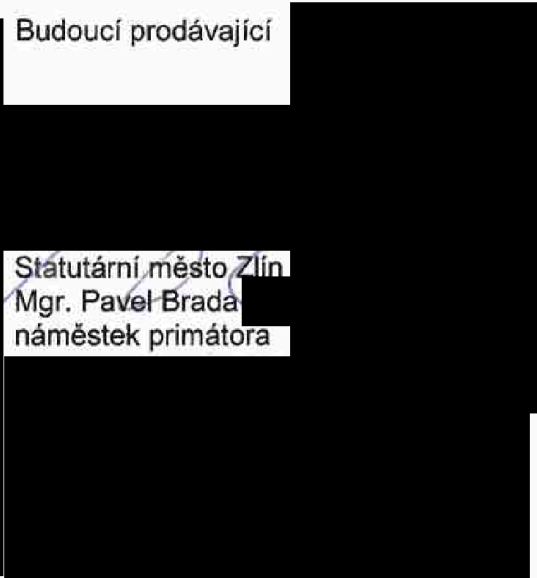 Budoucí prodávající
Statutární město Zlín
Mgr. Pavel Brada
náměstek primátora